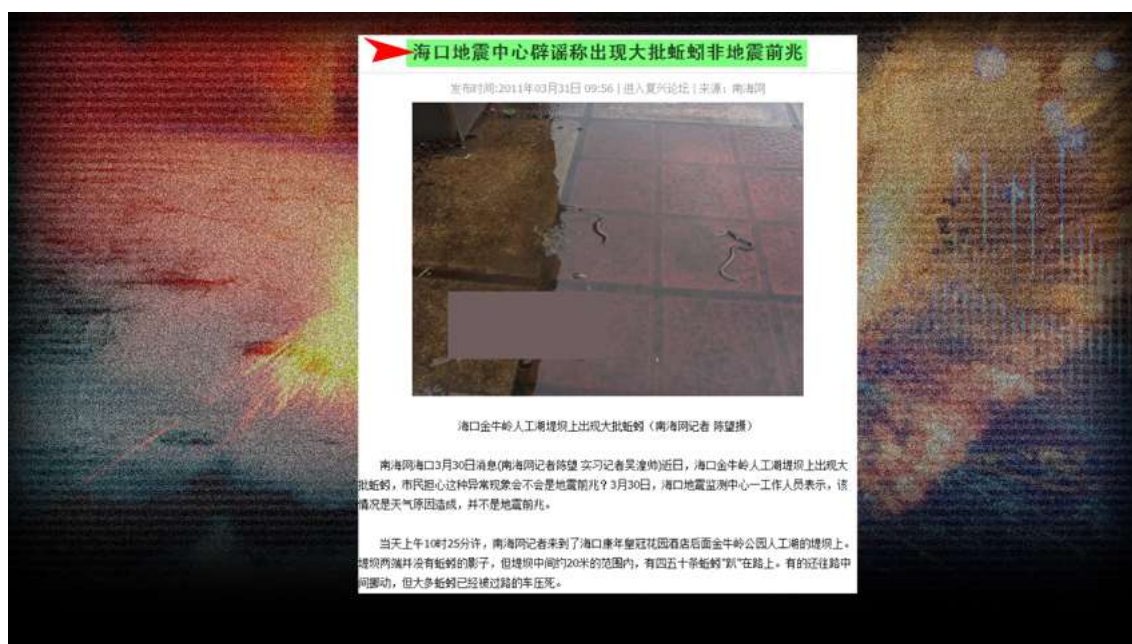 海口地震中心辟谣称出现大批蚯蚓非地震前兆
发布时间:2011年03月31日 09:56 | 进入复兴论坛 | 来源：南海网
海口金牛岭人工湖堤坝上出现大批蚯蚓（南海网记者 陈望摄）
南海网海口3月30日消息(南海网记者陈望 实习记者吴湟帅)近日，海口金牛岭人工湖堤坝上出现大
批蚯蚓，市民担心这种异常现象会不会是地震前兆？3月30日，海口地震监测中心一工作人员表示，该
情况是天气原因造成，并不是地震前兆。
当天上午10时25分许，南海网记者来到了海口康年皇冠花园酒店后面金牛岭公园人工湖的堤坝上。
堤坝两端并没有蚯蚓的影子，但堤坝中间约20米的范围内，有四五十条蚯蚓"趴"在路上。有的还往路中
间挪动，但大多蚯蚓已经被过路的车压死。